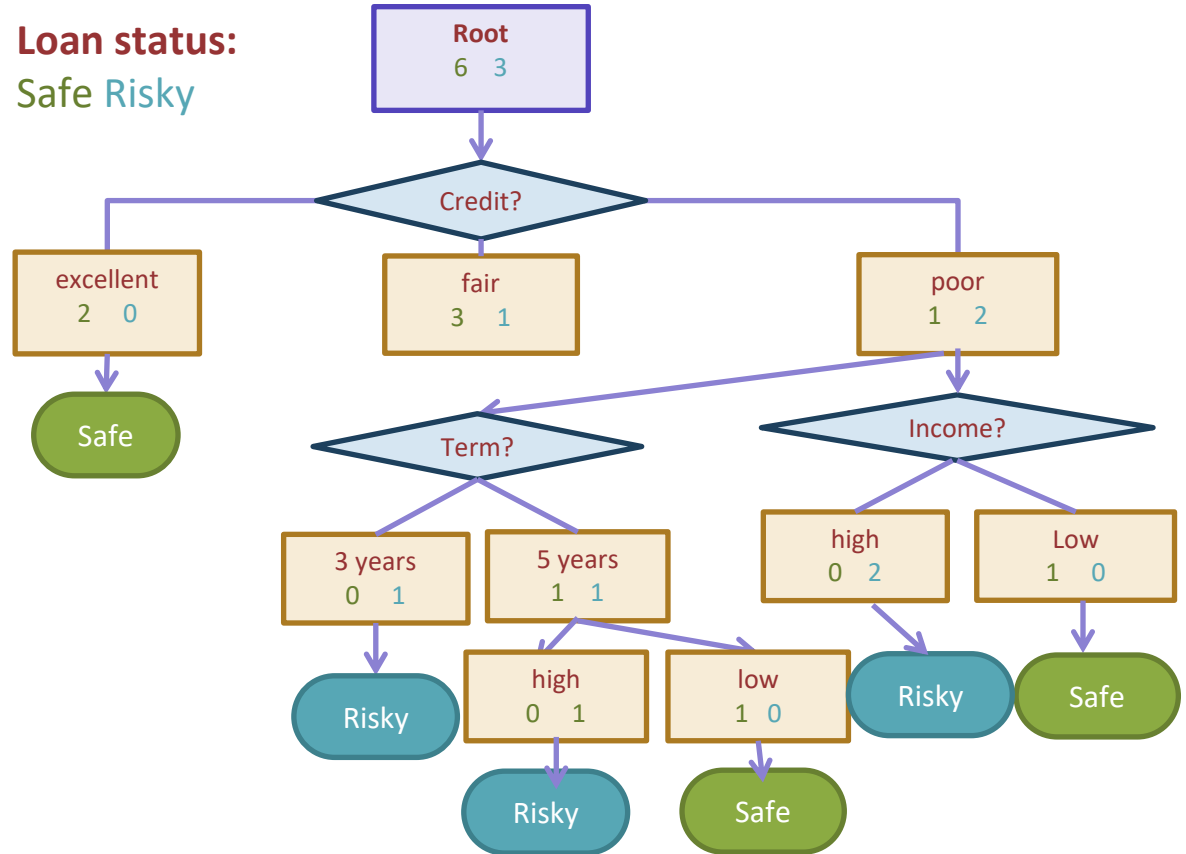 Loan status:
Safe Risky
Root
6 3
Credit?
excellent
2 0
fair
3 1
poor
1 2
Safe
Term?
Income?
3 years
0 1
5 years
1 1
high
0 2
Low
1 0
Risky
high
0 1
low
1 0
Risky
Safe
Risky
Safe